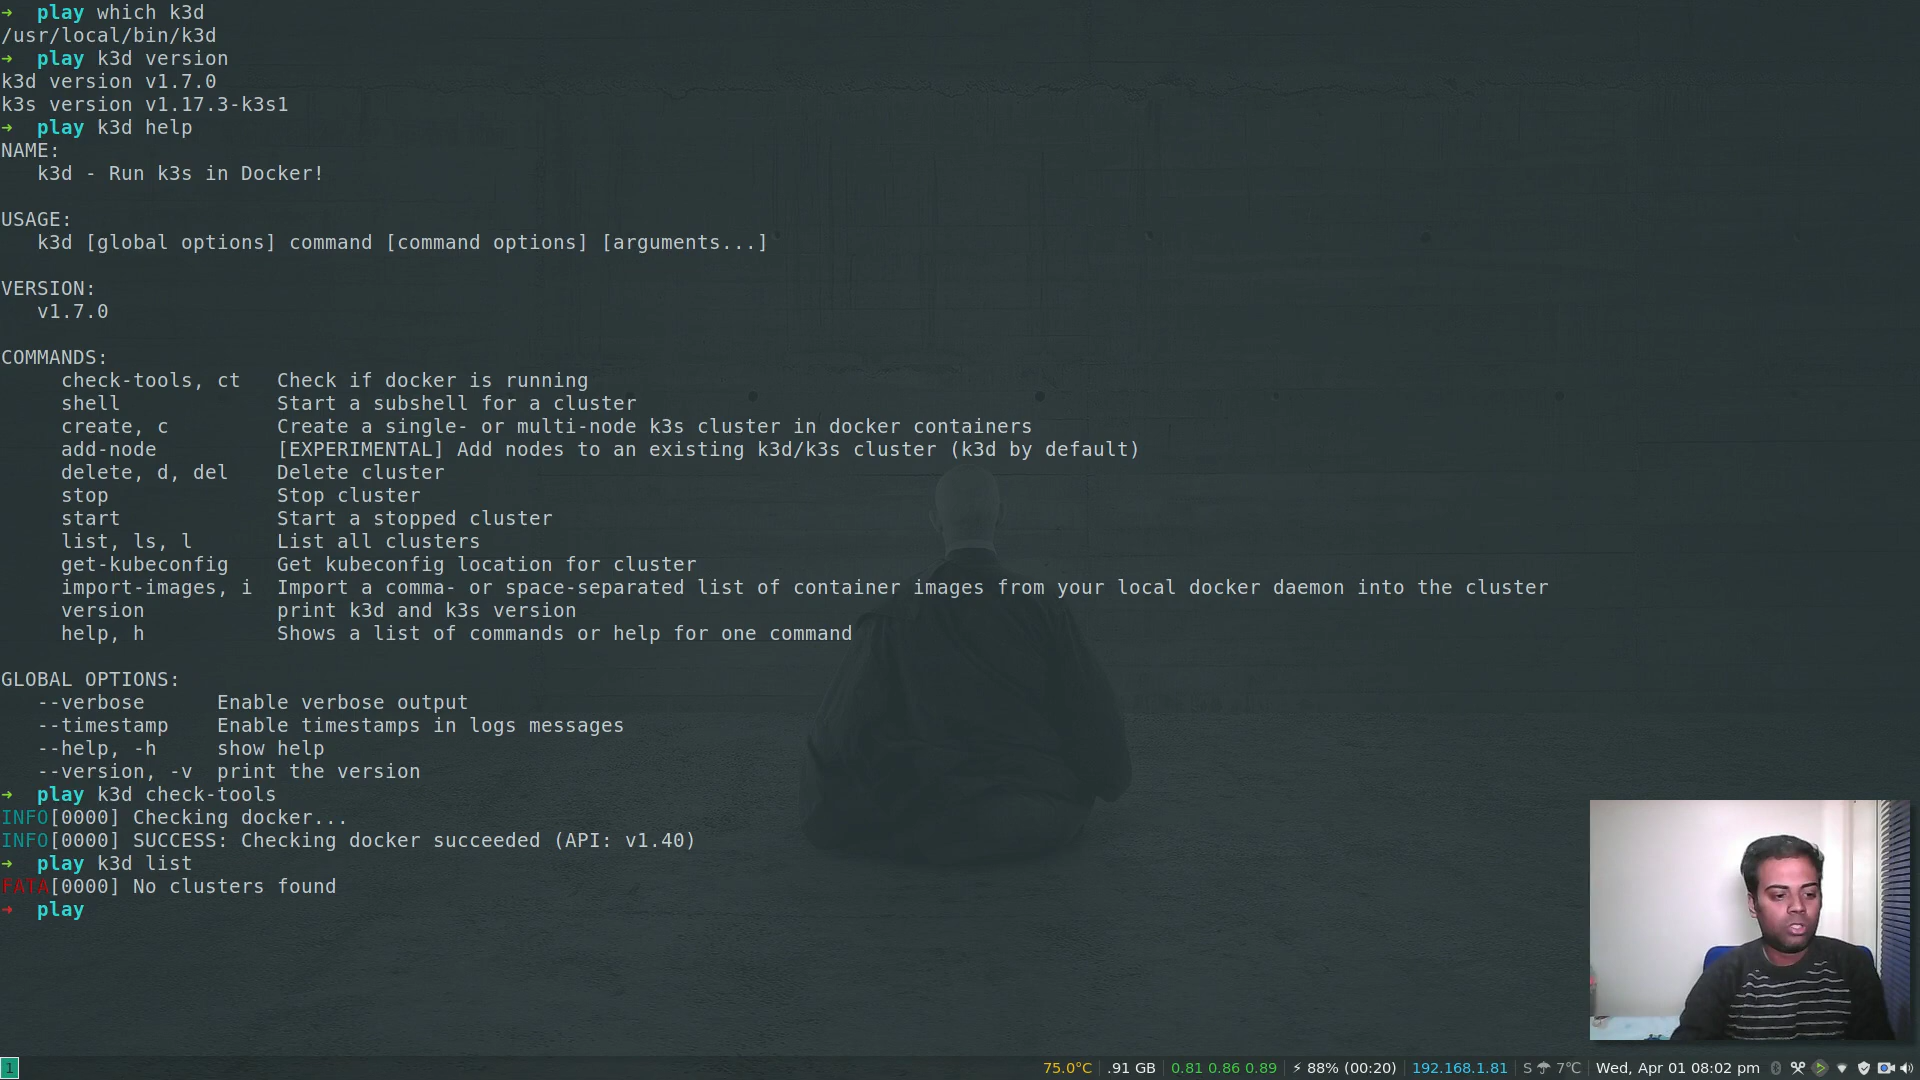 ➜  play which k3d
/usr/local/bin/k3d
➜  play k3d version
k3d version v1.7.0
k3s version v1.17.3-k3s1
➜  play k3d help
NAME:
   k3d - Run k3s in Docker!

USAGE:
   k3d [global options] command [command options] [arguments...]

VERSION:
   v1.7.0

COMMANDS:
     check-tools, ct   Check if docker is running
     shell             Start a subshell for a cluster
     create, c         Create a single- or multi-node k3s cluster in docker containers
     add-node          [EXPERIMENTAL] Add nodes to an existing k3d/k3s cluster (k3d by default)
     delete, d, del    Delete cluster
     stop              Stop cluster
     start             Start a stopped cluster
     list, ls, l       List all clusters
     get-kubeconfig    Get kubeconfig location for cluster
     import-images, i  Import a comma- or space-separated list of container images from your local docker daemon into the cluster
     version           print k3d and k3s version
     help, h           Shows a list of commands or help for one command

GLOBAL OPTIONS:
   --verbose      Enable verbose output
   --timestamp    Enable timestamps in logs messages
   --help, -h     show help
   --version, -v  print the version
➜  play k3d check-tools
INFO[0000] Checking docker...
INFO[0000] SUCCESS: Checking docker succeeded (API: v1.40)
➜  play k3d list
FATA[0000] No clusters found
➜  play
1 75.0°C .91 GB 0.81 0.86 0.89 ⚡ 88% (00:20) 192.168.1.81 S ☂ 7°C Wed, Apr 01 08:02 pm